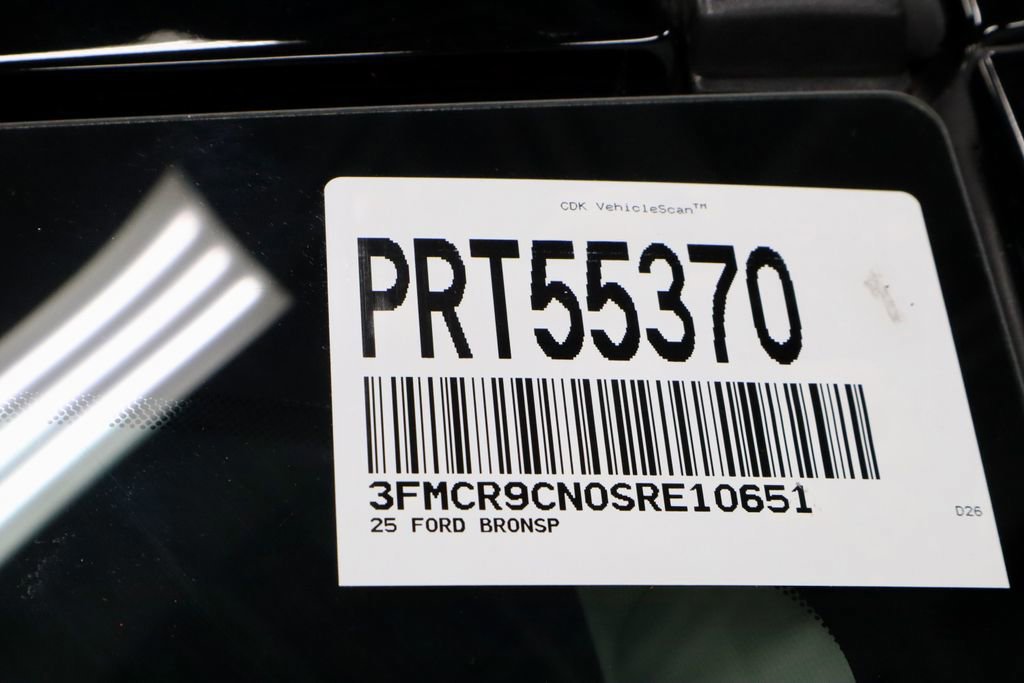 CDK VehicleScan™
PRT55370
3FMCR9CN0SRE10651
25 FORD BRONSP
D26